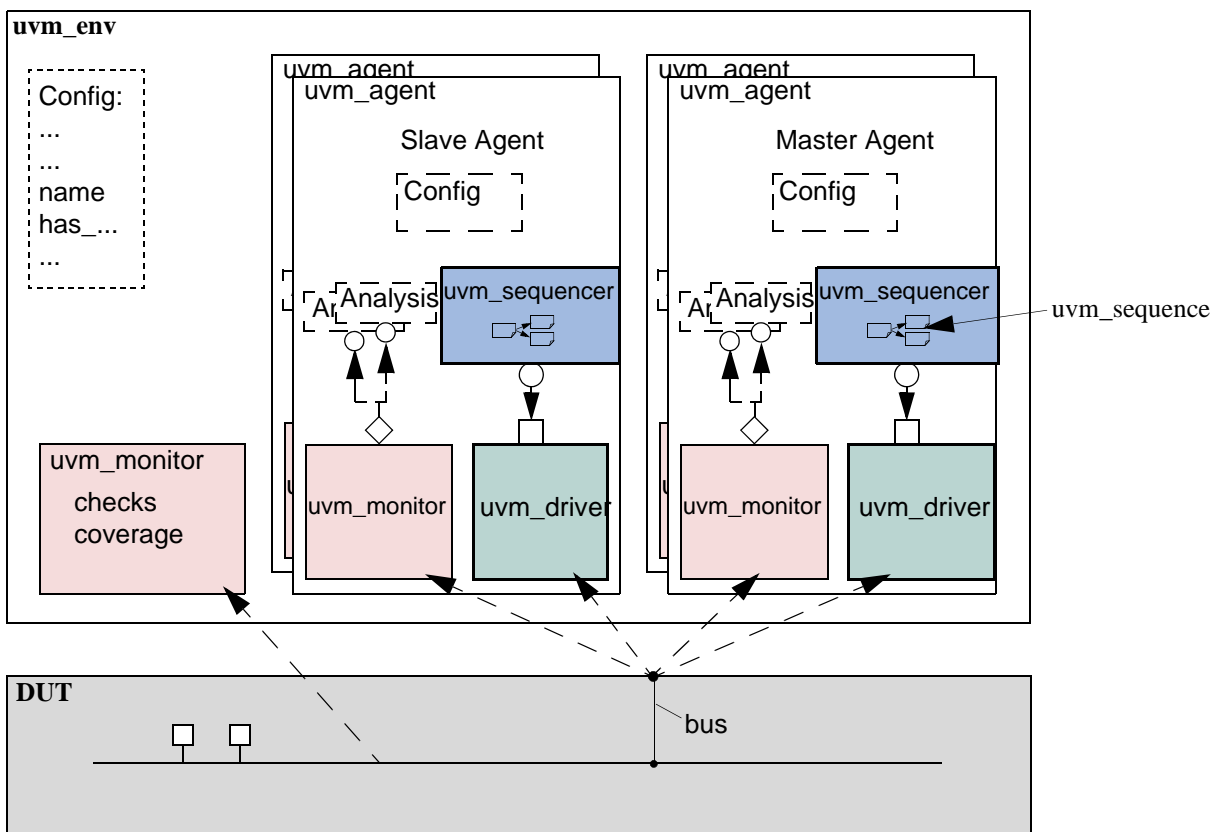 uvm_env
Config:
...
...
name
has_...
...
uvm_agent
uvm_agent
Slave Agent
Config
Analysis
uvm_sequencer
uvm_monitor
uvm_driver
uvm_agent
uvm_agent
Master Agent
Config
Analysis
uvm_sequencer
uvm_monitor
uvm_driver
uvm_sequence
uvm_monitor
checks
coverage
DUT
bus